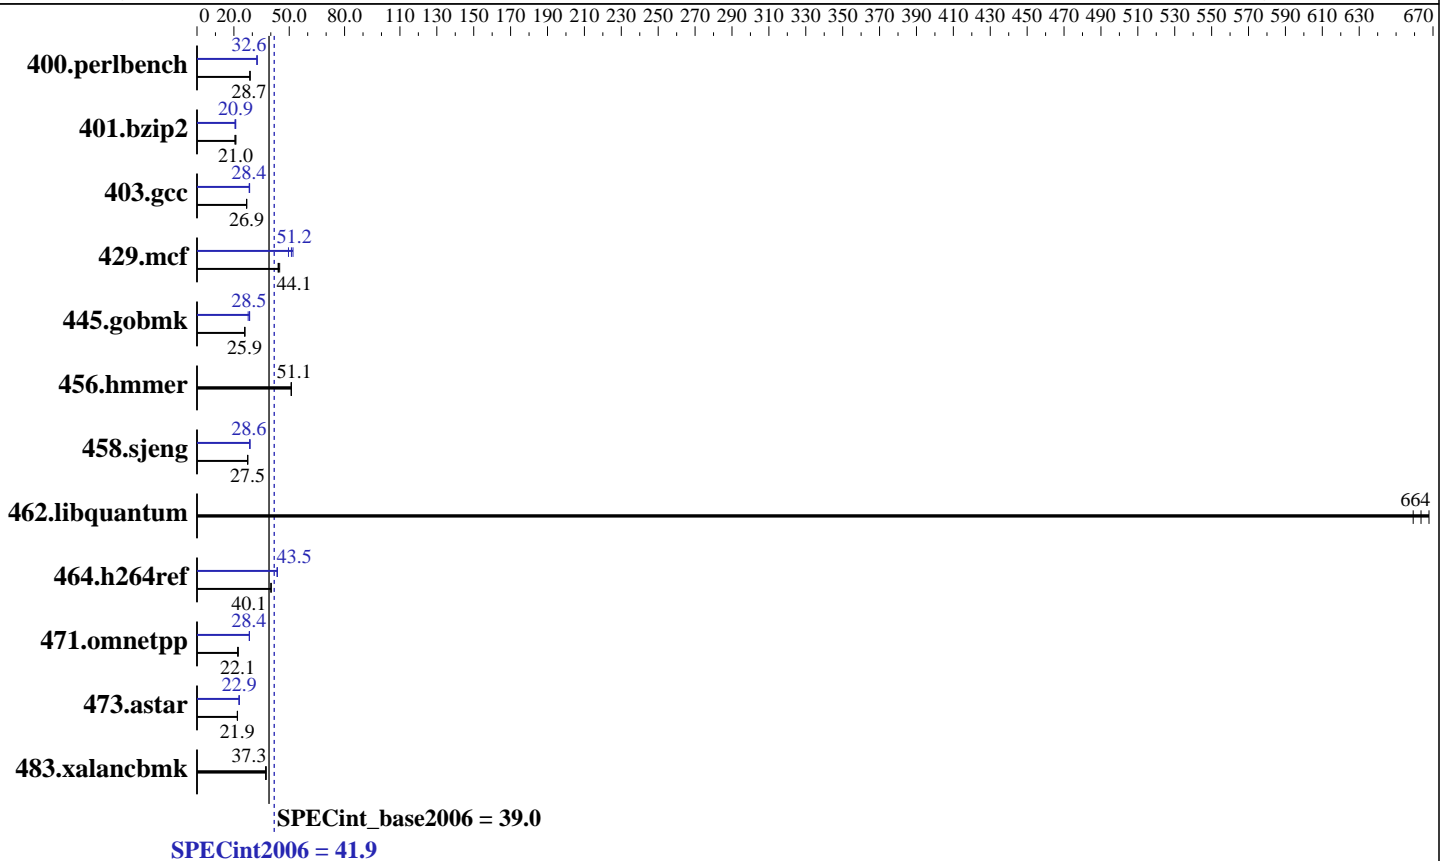 0 20.0 50.0 80.0 110 130 150 170 190 210 230 250 270 290 310 330 350 370 390 410 430 450 470 490 510 530 550 570 590 610 630 670
32.6
400.perlbench
28.7
20.9
401.bzip2
21.0
28.4
403.gcc
26.9
51.2
429.mcf
44.1
28.5
445.gobmk
25.9
51.1
456.hmmer
28.6
458.sjeng
27.5
664
462.libquantum
43.5
464.h264ref
40.1
28.4
471.omnetpp
22.1
22.9
473.astar
21.9
37.3
483.xalancbmk
SPECint_base2006 = 39.0
SPECint2006 = 41.9